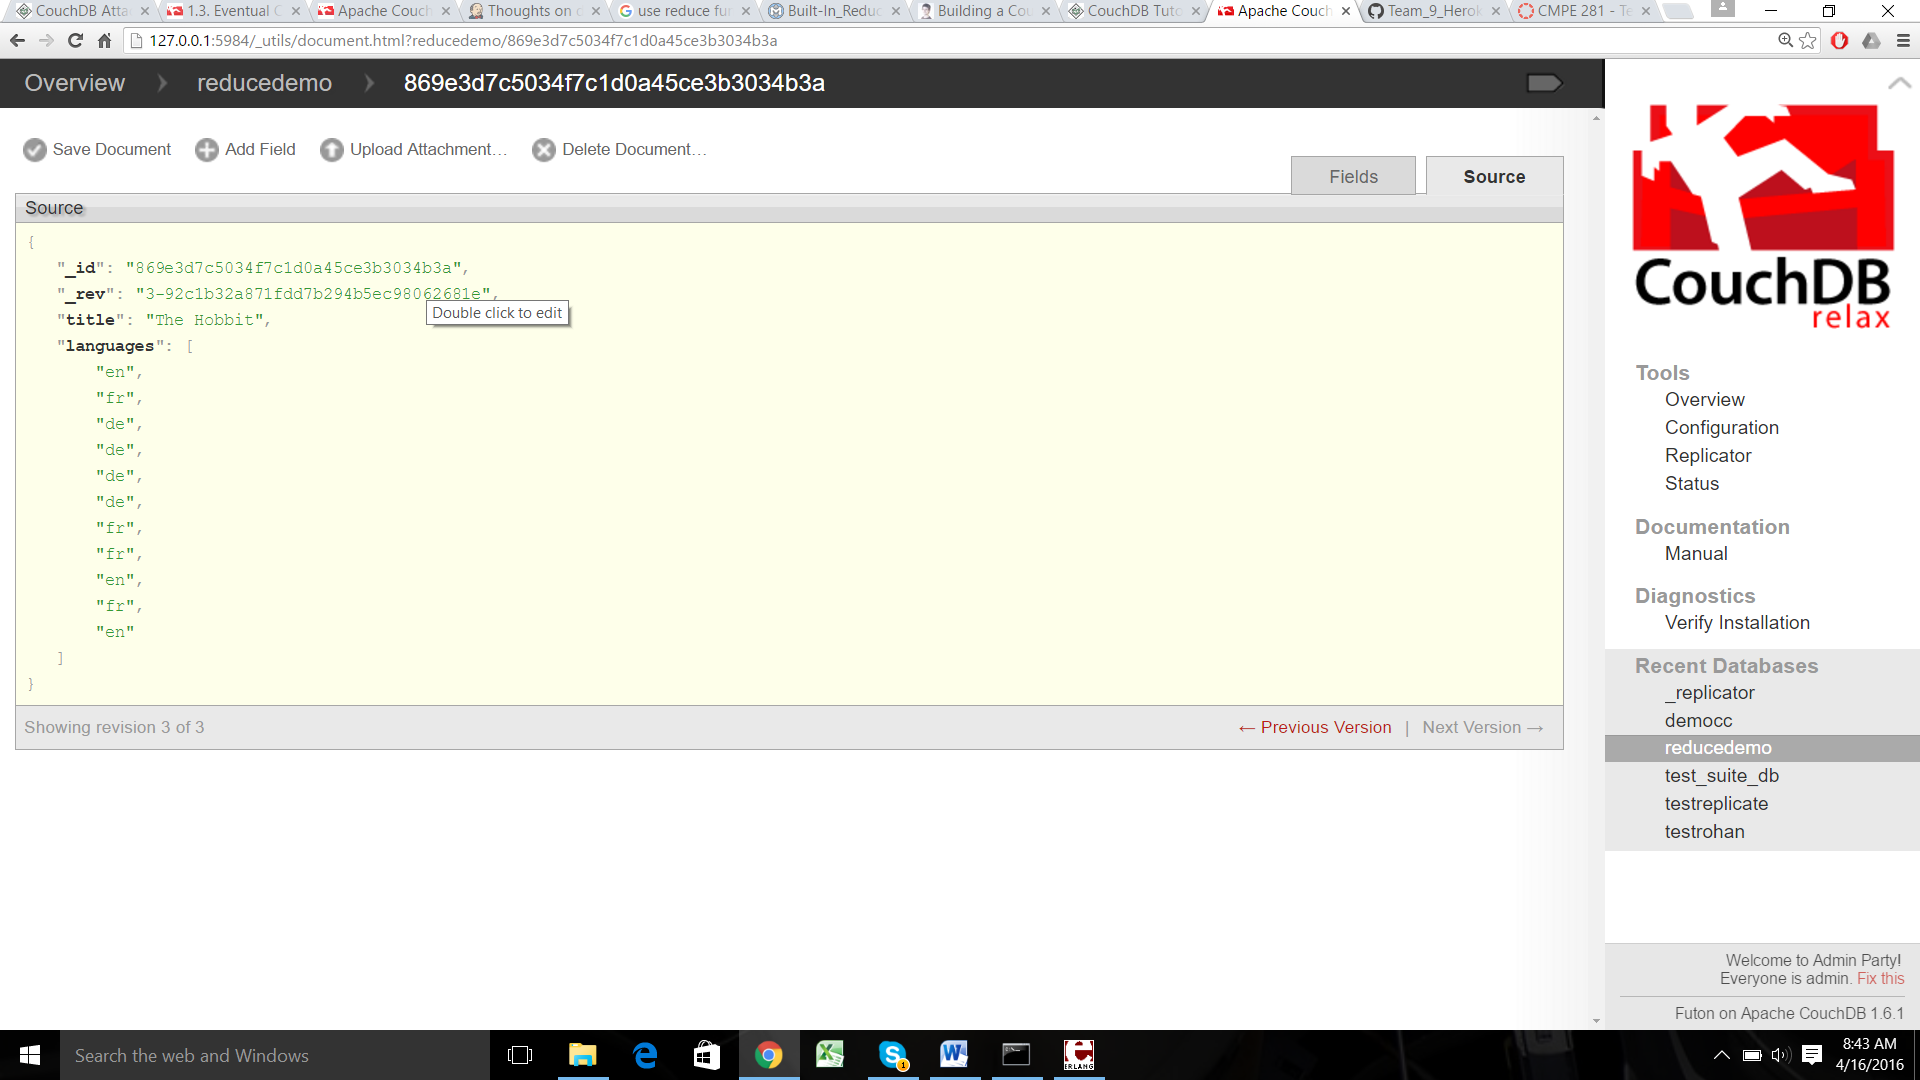 CouchDB Atta
1.3. Eventual C
Apache Couch
Thoughts on c
use reduce fun
Built-In_Reduc
Building a Cou
CouchDB Tuto
Apache Couch
Team_9_Herok
CMPE 281 - Te
127.0.0.1:5984/_utils/document.html?reducedemo/869e3d7c5034f7c1d0a45ce3b3034b3a
Overview
reducedemo
869e3d7c5034f7c1d0a45ce3b3034b3a
Save Document
Add Field
Upload Attachment…
Delete Document…
Fields
Source
Source
{
"_id": "869e3d7c5034f7c1d0a45ce3b3034b3a",
"_rev": "3-92c1b32a871fdd7b294b5ec98062681e",
Double click to edit
"title": "The Hobbit",
"languages": [
"en",
"fr",
"de",
"de",
"de",
"de",
"fr",
"fr",
"en",
"fr",
"en"
]
}
Showing revision 3 of 3
← Previous Version | Next Version →
CouchDB
relax
Tools
Overview
Configuration
Replicator
Status
Documentation
Manual
Diagnostics
Verify Installation
Recent Databases
_replicator
democc
reducedemo
test_suite_db
testreplicate
testrohan
Welcome to Admin Party!
Everyone is admin. Fix this
Futon on Apache CouchDB 1.6.1
Search the web and Windows
1
ERLANG
8:43 AM
4/16/2016